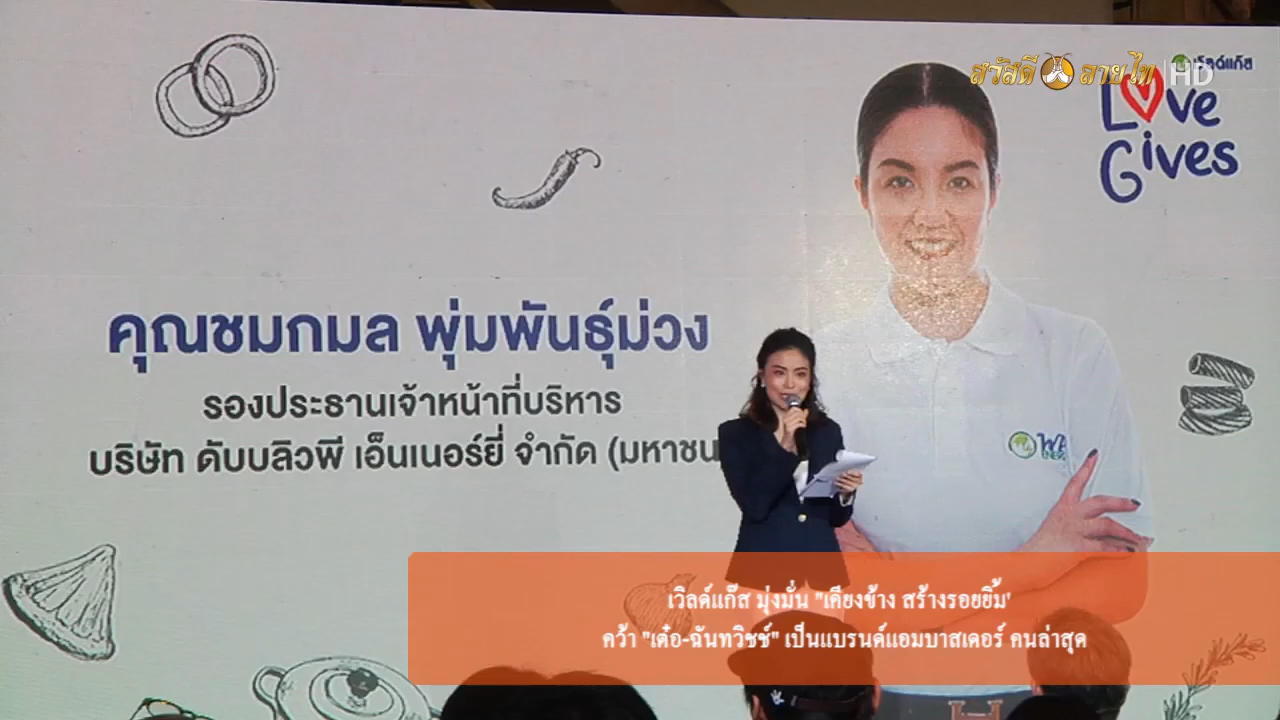 สวัสดี สายไท HD
เวิลด์แก๊ส
Love
Gives
คุณชมกมล พุ่มพันธุ์ม่วง
รองประธานเจ้าหน้าที่บริหาร
บริษัท ดับบลิวพี เอ็นเนอร์ยี่ จำกัด (มหาชน
เวิลด์แก๊ส มุ่งมั่น "เคียงข้าง สร้างรอยยิ้ม'
คว้า "เต๋อ-ฉันทวิชช์" เป็นแบรนด์แอมบาสเดอร์ คนล่าสุด